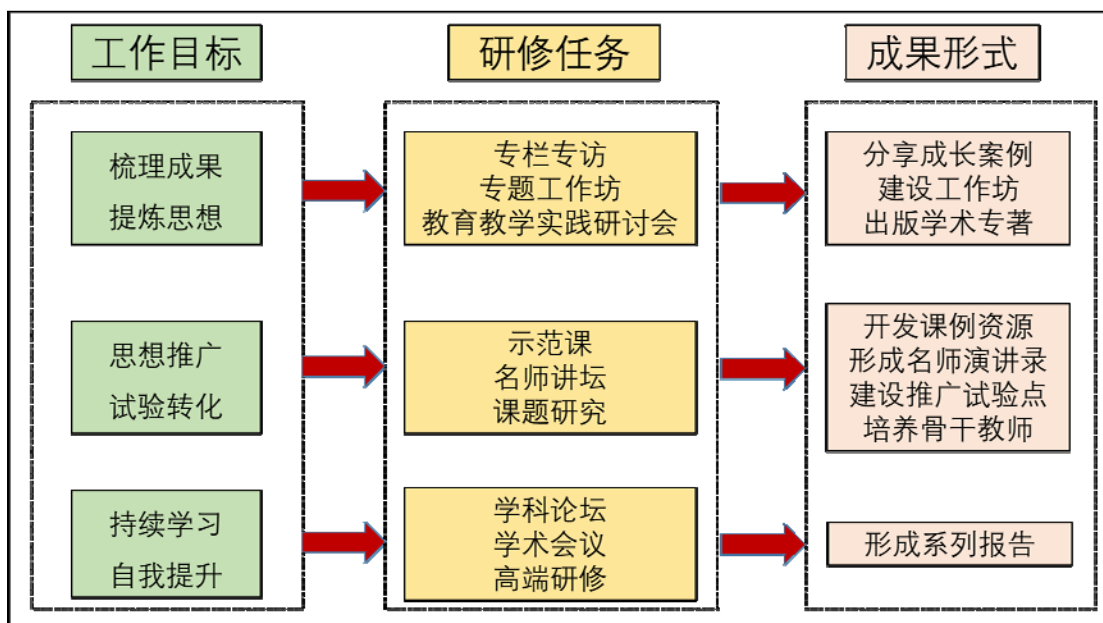 工作目标
研修任务
成果形式
梳理成果
提炼思想
专栏专访
专题工作坊
教育教学实践研讨会
分享成长案例
建设工作坊
出版学术专著
思想推广
试验转化
示范课
名师讲坛
课题研究
开发课例资源
形成名师演讲录
建设推广试验点
培养骨干教师
持续学习
自我提升
学科论坛
学术会议
高端研修
形成系列报告